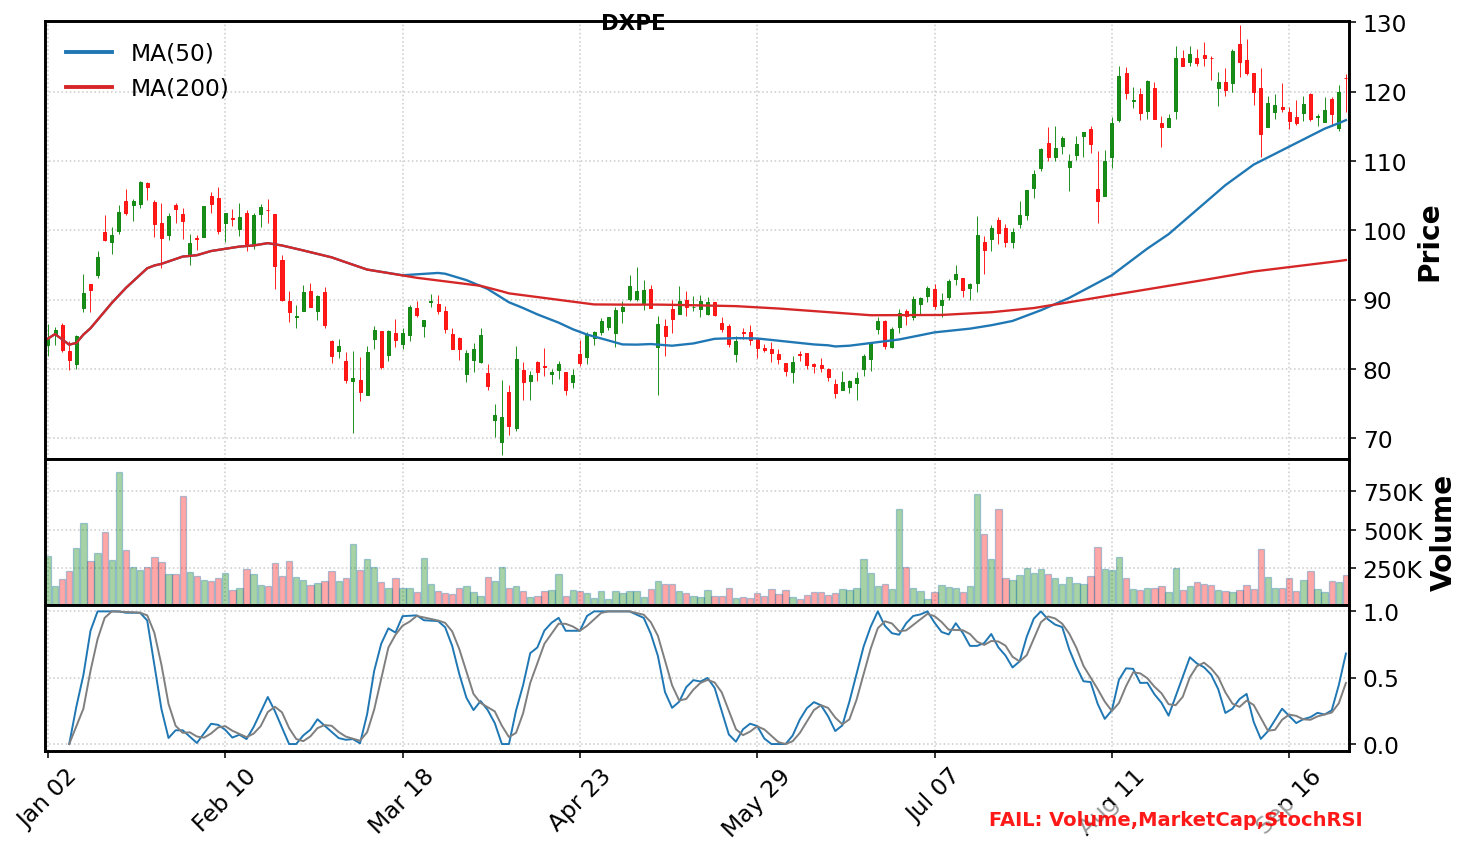 DXPE
MA(50)
MA(200)
130
120
110
100
90
80
70
Price
750K
500K
250K
Volume
1.0
0.5
0.0
Jan 02
Feb 10
Mar 18
Apr 23
May 29
Jul 07
Aug 11
Sep 16
FAIL: Volume,MarketCap,StochRSI